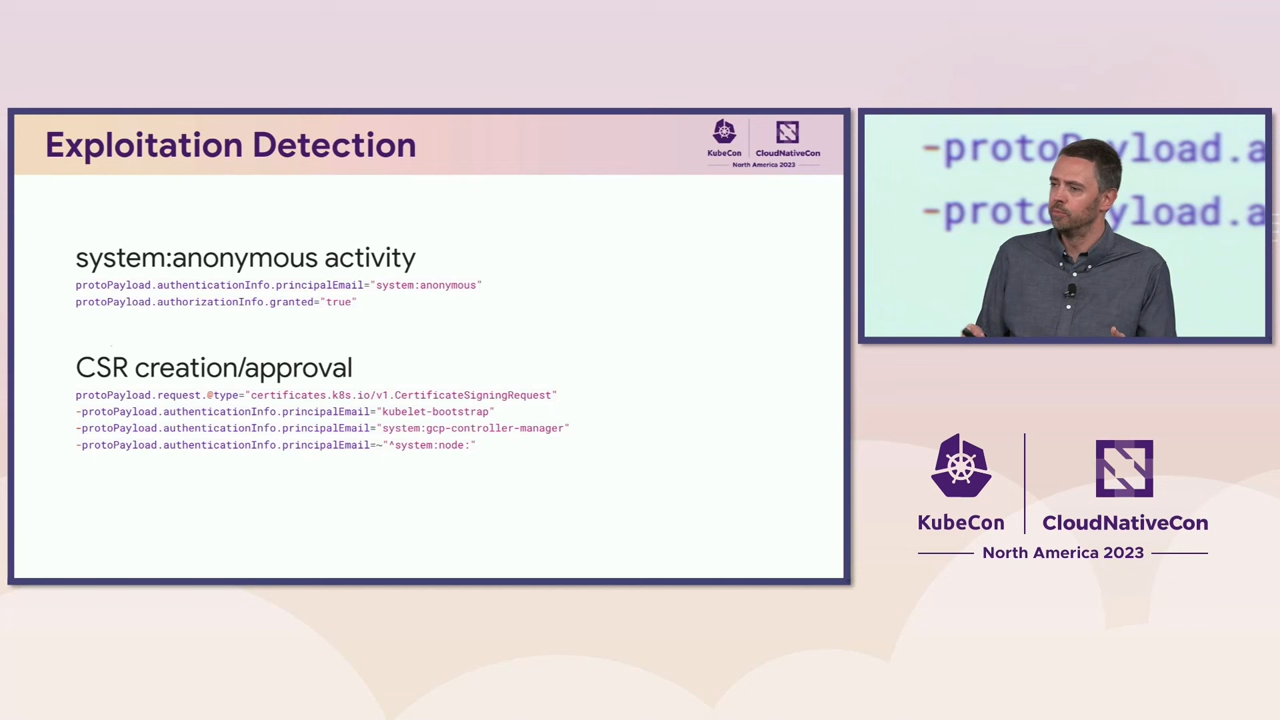 Exploitation Detection
KubeCon
CloudNativeCon
North America 2023
system:anonymous activity
protoPayload.authenticationInfo.principalEmail="system:anonymous"
protoPayload.authorizationInfo.granted="true"
CSR creation/approval
protoPayload.request.@type="certificates.k8s.io/v1.CertificateSigningRequest"
-protoPayload.authenticationInfo.principalEmail="kubelet-bootstrap"
-protoPayload.authenticationInfo.principalEmail="system:gcp-controller-manager"
-protoPayload.authenticationInfo.principalEmail=~"^system:node:"
-protoPayload.a
-protoPayload.a
KubeCon
CloudNativeCon
North America 2023